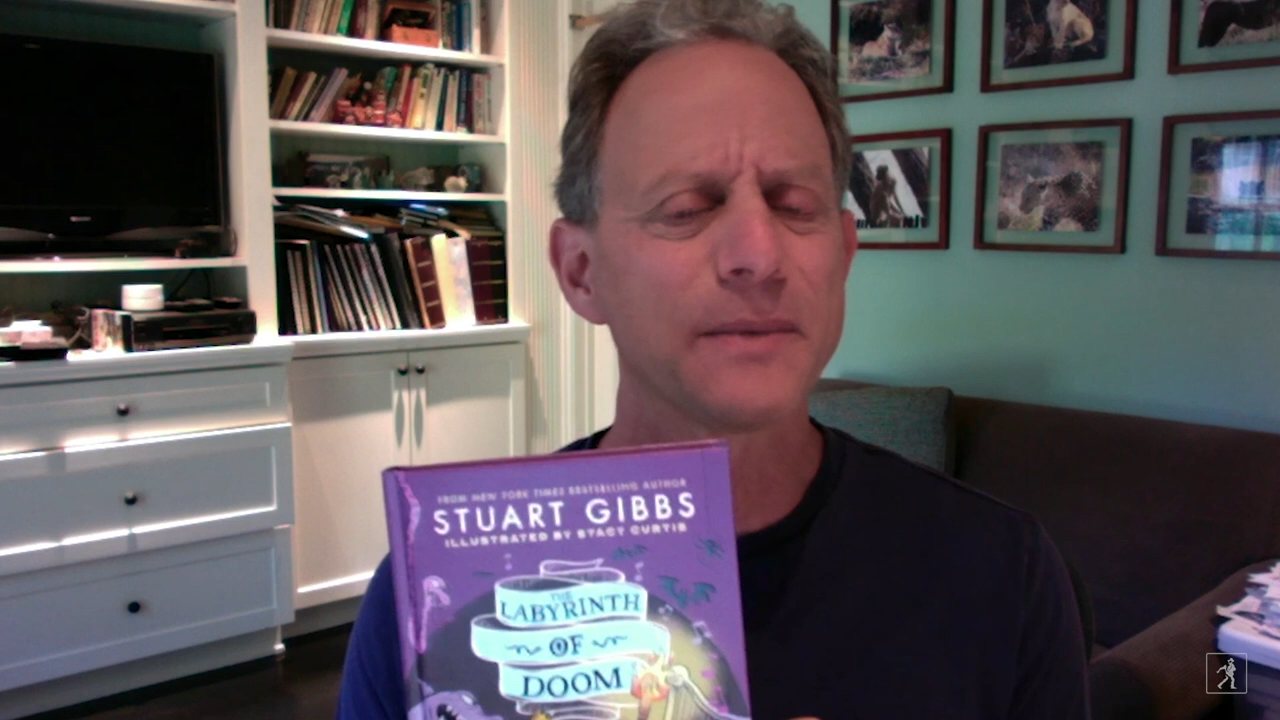 FROM NEW YORK TIMES BESTSELLING AUTHOR
STUART GIBBS
ILLUSTRATED BY STACY CURTIS
THE
LABYRINTH
OF
DOOM